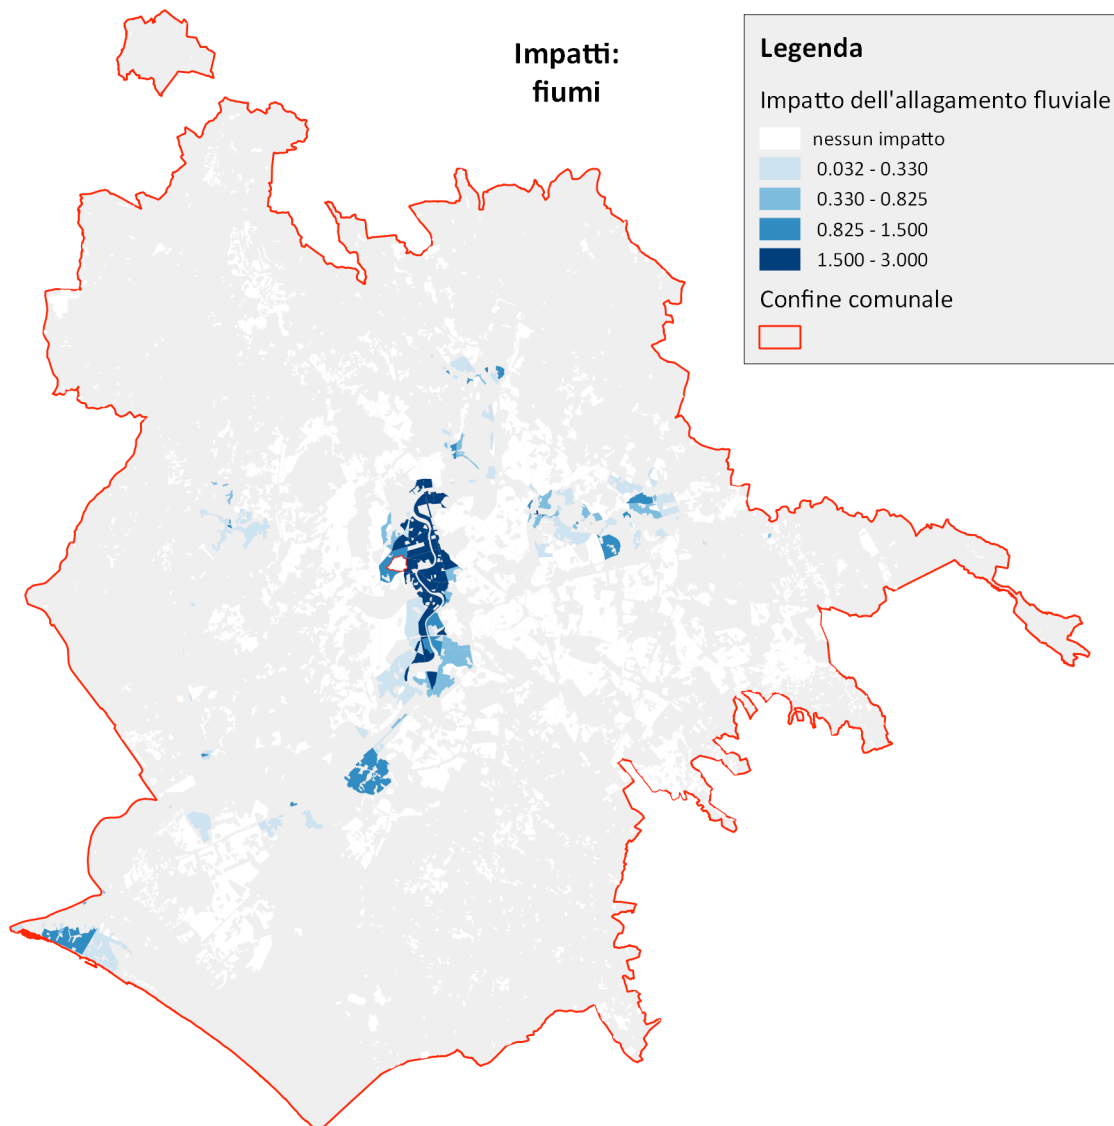 Impatti:
fiumi
Legenda
Impatto dell'allagamento fluviale
nessun impatto
0.032 - 0.330
0.330 - 0.825
0.825 - 1.500
1.500 - 3.000
Confine comunale